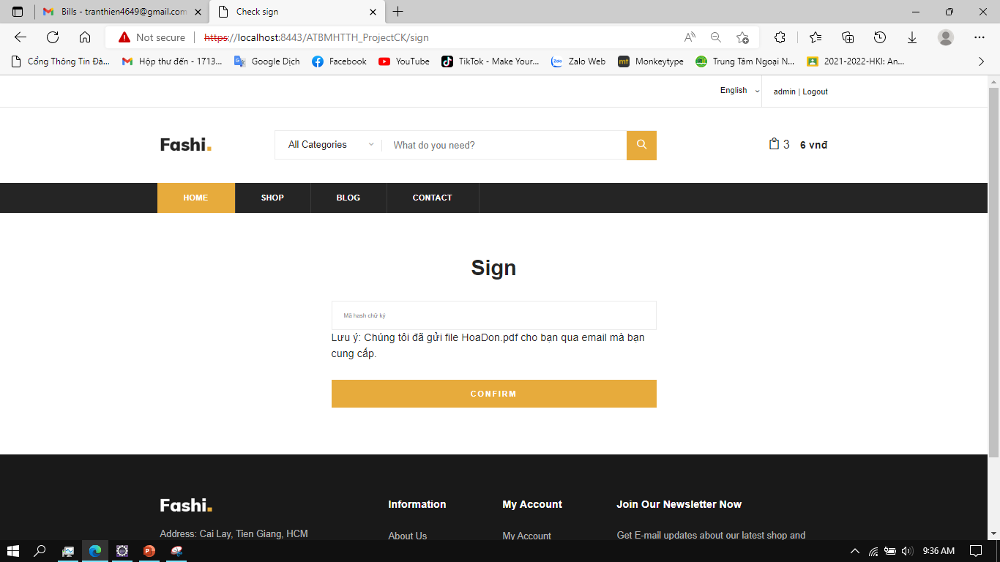 Bills - tranthien4649@gmail.com
Check sign
Not secure
https://localhost:8443/ATBMHTTH_ProjectCK/sign
Cổng Thông Tin Đà...
Hộp thư đến - 1713...
Google Dịch
Facebook
YouTube
TikTok - Make Your...
Zalo Web
Monkeytype
Trung Tâm Ngoại N...
2021-2022-HKI: An...
English
admin | Logout
Fashi.
All Categories
What do you need?
3
6 vnđ
HOME
SHOP
BLOG
CONTACT
Sign
Mã hash chữ ký
Lưu ý: Chúng tôi đã gửi file HoaDon.pdf cho bạn qua email mà bạn
cung cấp.
CONFIRM
Fashi.
Information
My Account
Join Our Newsletter Now
Address: Cai Lay, Tien Giang, HCM
About Us
My Account
Get E-mail updates about our latest shop and
9:36 AM